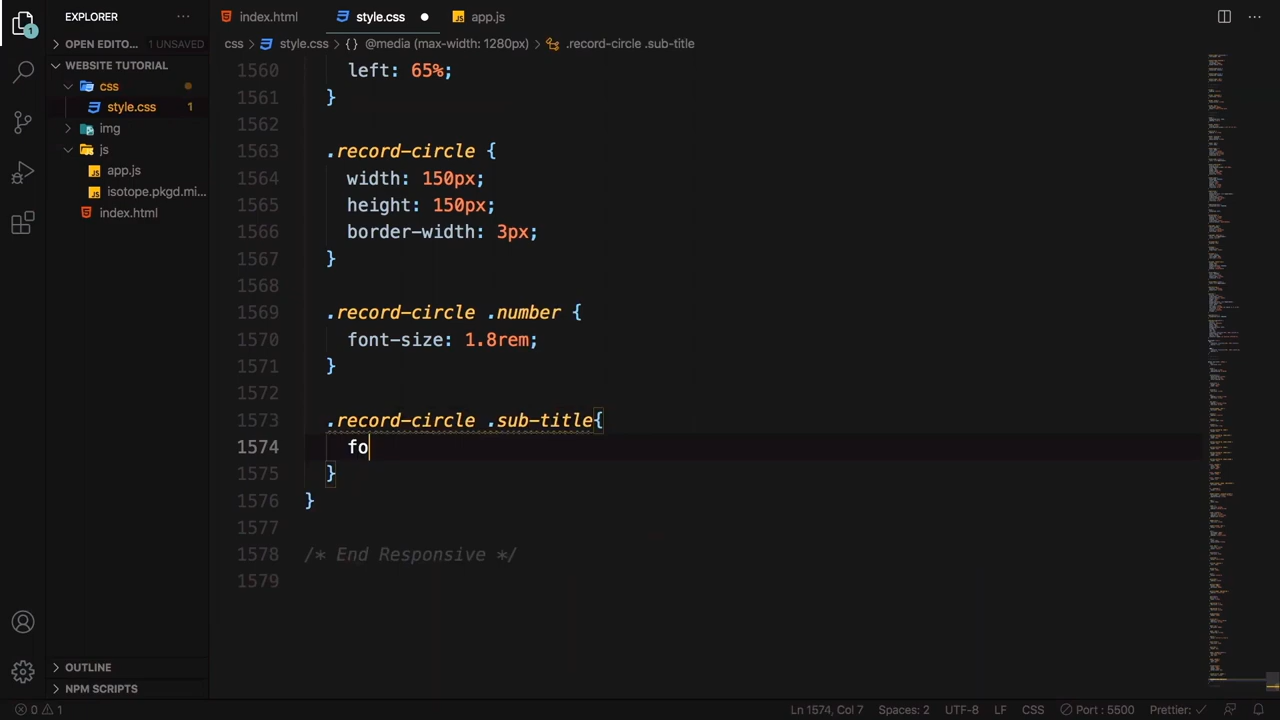 EXPLORER ··· index.html style.css ● app.js ···
OPEN EDITO... 1 UNSAVED
css > style.css > {} @media (max-width: 1280px) > .record-circle .sub-title
WEBSITE TUTORIAL
css
style.css 1
img
js
app.js
isotope.pkgd.mi...
index.html
1560 left: 65%;
1561 }
1562
1563 .record-circle {
1564 width: 150px;
1565 height: 150px;
1566 border-width: 3px;
1567 }
1568
1569 .record-circle .number {
1570 font-size: 1.8rem;
1571 }
1572
1573 .record-circle .sub-title{
1574 fo
1575 }
1576 }
1577
1578 /* End Responsive */
1579
OUTLINE
NPM SCRIPTS
0 1 Ln 1574, Col 7 Spaces: 2 UTF-8 LF CSS Port : 5500 Prettier: ✓